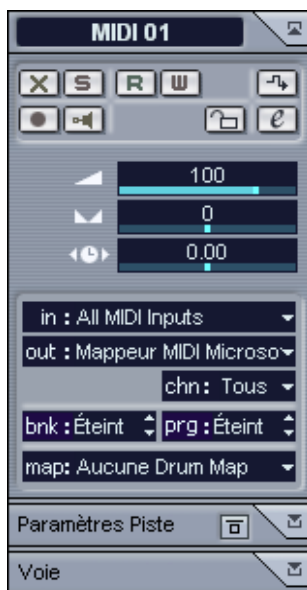 MIDI 01
X S R W
e
100
0
0.00
in : All MIDI Inputs
out : Mappeur MIDI Microso
chn: Tous
bnk : Éteint prg : Éteint
map: Aucune Drum Map
Paramètres Piste
Voie